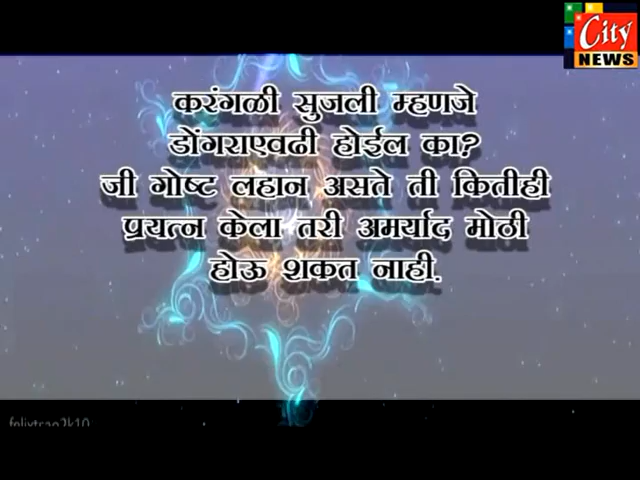 City
NEWS
करंगळी सुजली म्हणजे
डोंगराएवढी होईल का?
जी गोष्ट लहान असते ती कितीही
प्रयत्न केला तरी अमर्याद मोठी
होऊ शकत नाही.